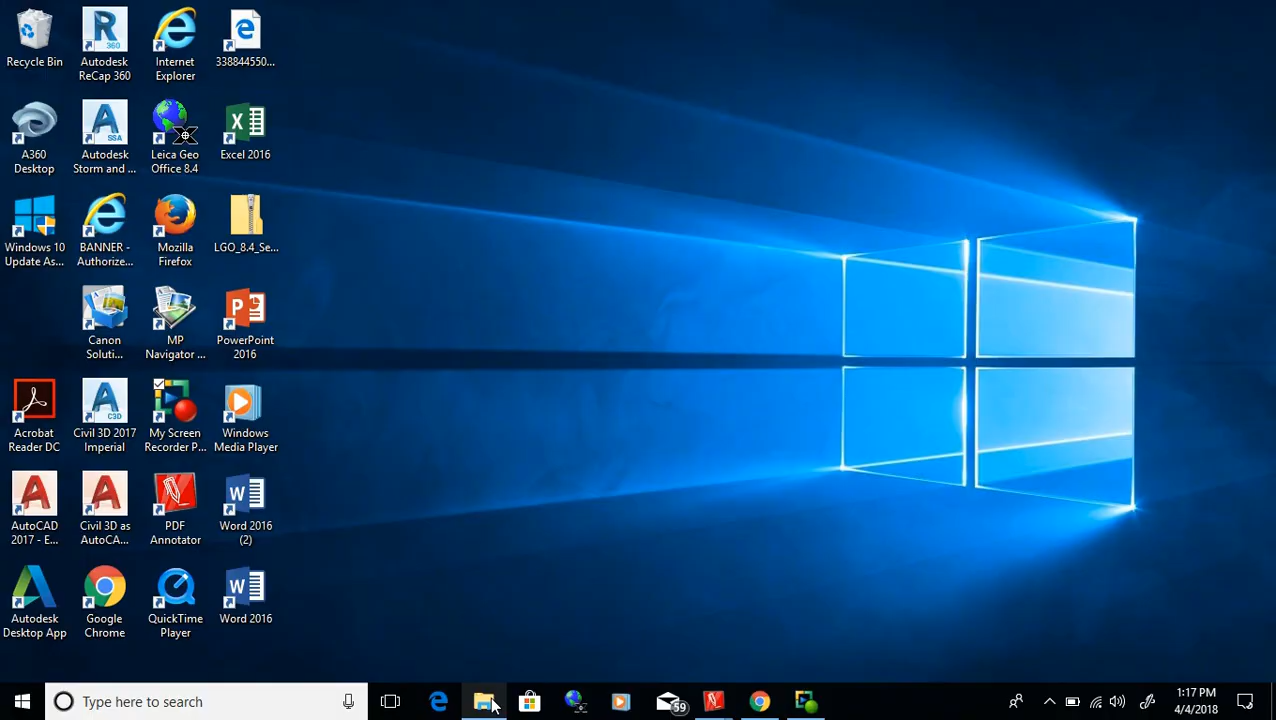 Recycle Bin
Autodesk
ReCap 360
Internet
Explorer
338844550...
A360
Desktop
Autodesk
Storm and ...
Leica Geo
Office 8.4
Excel 2016
Windows 10
Update As...
BANNER -
Authorize...
Mozilla
Firefox
LGO_8.4_Se...
Canon
Soluti...
MP
Navigator ...
PowerPoint
2016
Acrobat
Reader DC
Civil 3D 2017
Imperial
My Screen
Recorder P...
Windows
Media Player
AutoCAD
2017 - E...
Civil 3D as
AutoCA...
PDF
Annotator
Word 2016
(2)
Autodesk
Desktop App
Google
Chrome
QuickTime
Player
Word 2016
R
360
SSA
C3D
Type here to search
59
1:17 PM
4/4/2018